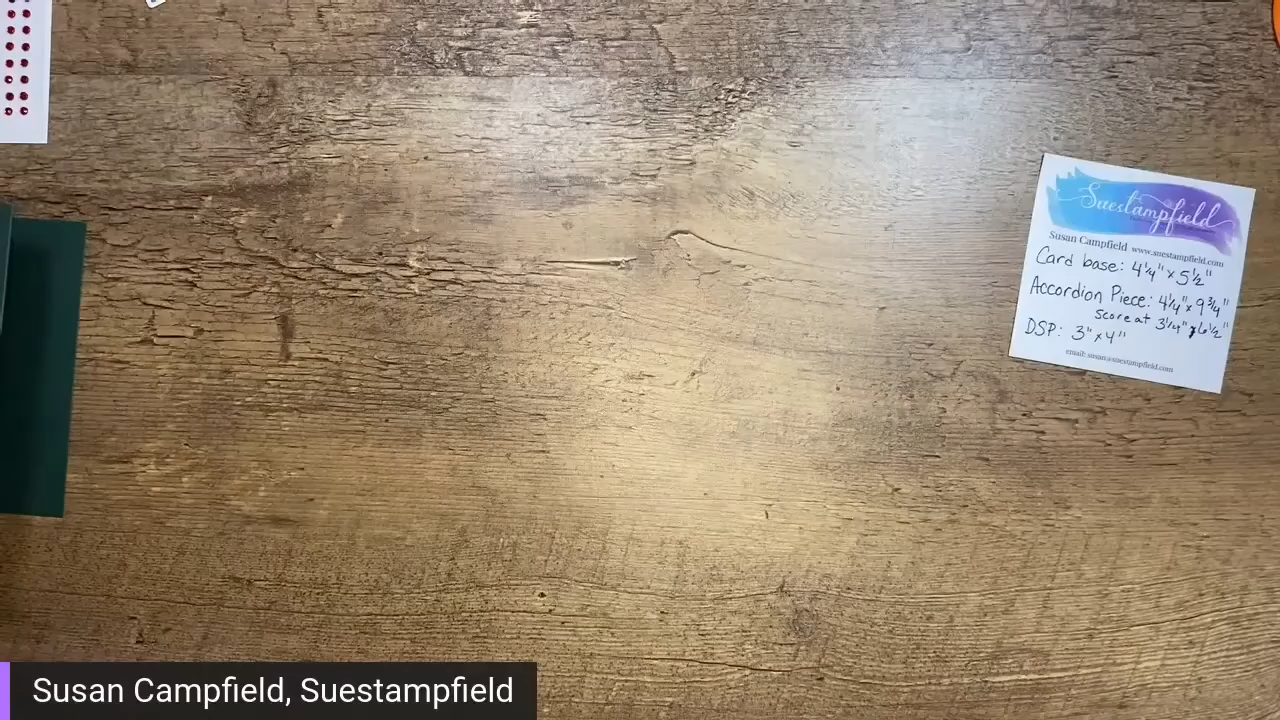 Suestampfield
Susan Campfield www.suestampfield.com
Card base: 4¼" x 5½"
Accordion Piece: 4¼" x 9¾"
Score at 3¼" & 6½"
DSP: 3" x 4"
email: susan@suestampfield.com
Susan Campfield, Suestampfield